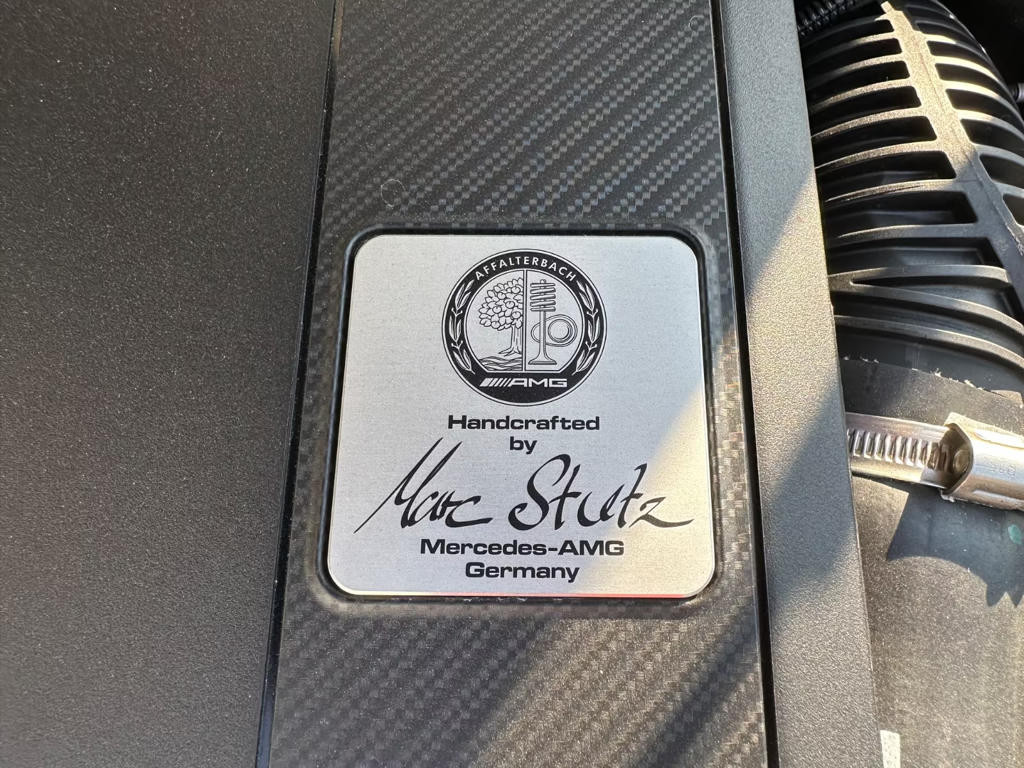 AFFALTERBACH
AMG
Handcrafted
by
Marc Stutz
Mercedes-AMG
Germany